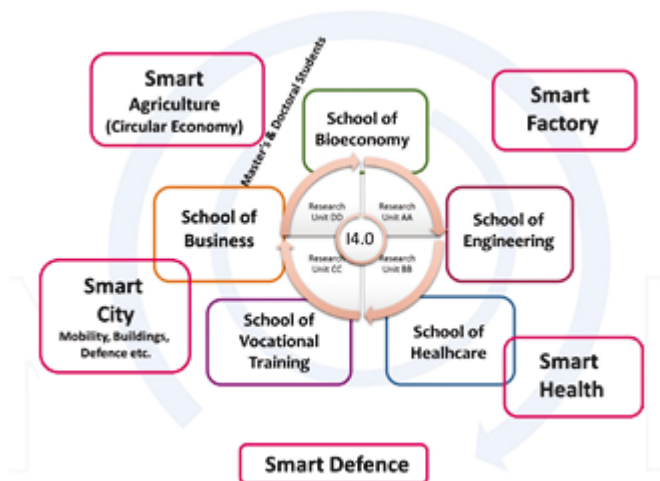 Smart
Agriculture
(Circular Economy)
Master's & Doctoral Students
School of
Bioeconomy
Smart
Factory
School of
Business
Research
Unit DD
Research
Unit AA
I4.0
School of
Engineering
Research
Unit CC
Research
Unit BB
Smart
City
Mobility, Buildings,
Defence etc.
School of
Vocational
Training
School of
Healhcare
Smart
Health
Smart Defence